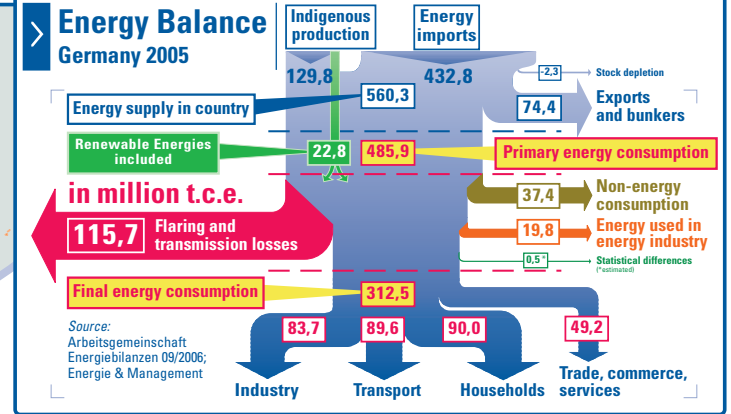 Energy Balance
Germany 2005
Indigenous
production
Energy
imports
129,8
432,8
-2,3
Stock depletion
Energy supply in country
560,3
74,4
Exports
and bunkers
Renewable Energies
included
22,8
485,9
Primary energy consumption
in million t.c.e.
37,4
Non-energy
consumption
115,7
Flaring and
transmission losses
19,8
Energy used in
energy industry
0,5 *
Statistical differences
(*estimated)
Final energy consumption
312,5
Source:
Arbeitsgemeinschaft
Energiebilanzen 09/2006;
Energie & Management
83,7
89,6
90,0
49,2
Industry
Transport
Households
Trade, commerce,
services